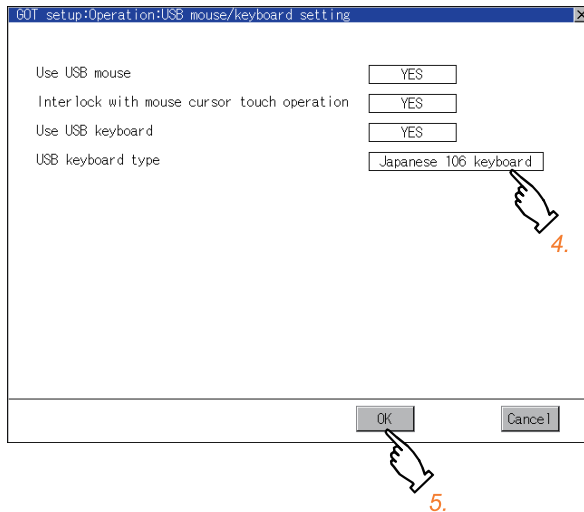 GOT setup:Operation:USB mouse/keyboard setting
Use USB mouse YES
Interlock with mouse cursor touch operation YES
Use USB keyboard YES
USB keyboard type Japanese 106 keyboard
4.
OK Cancel
5.